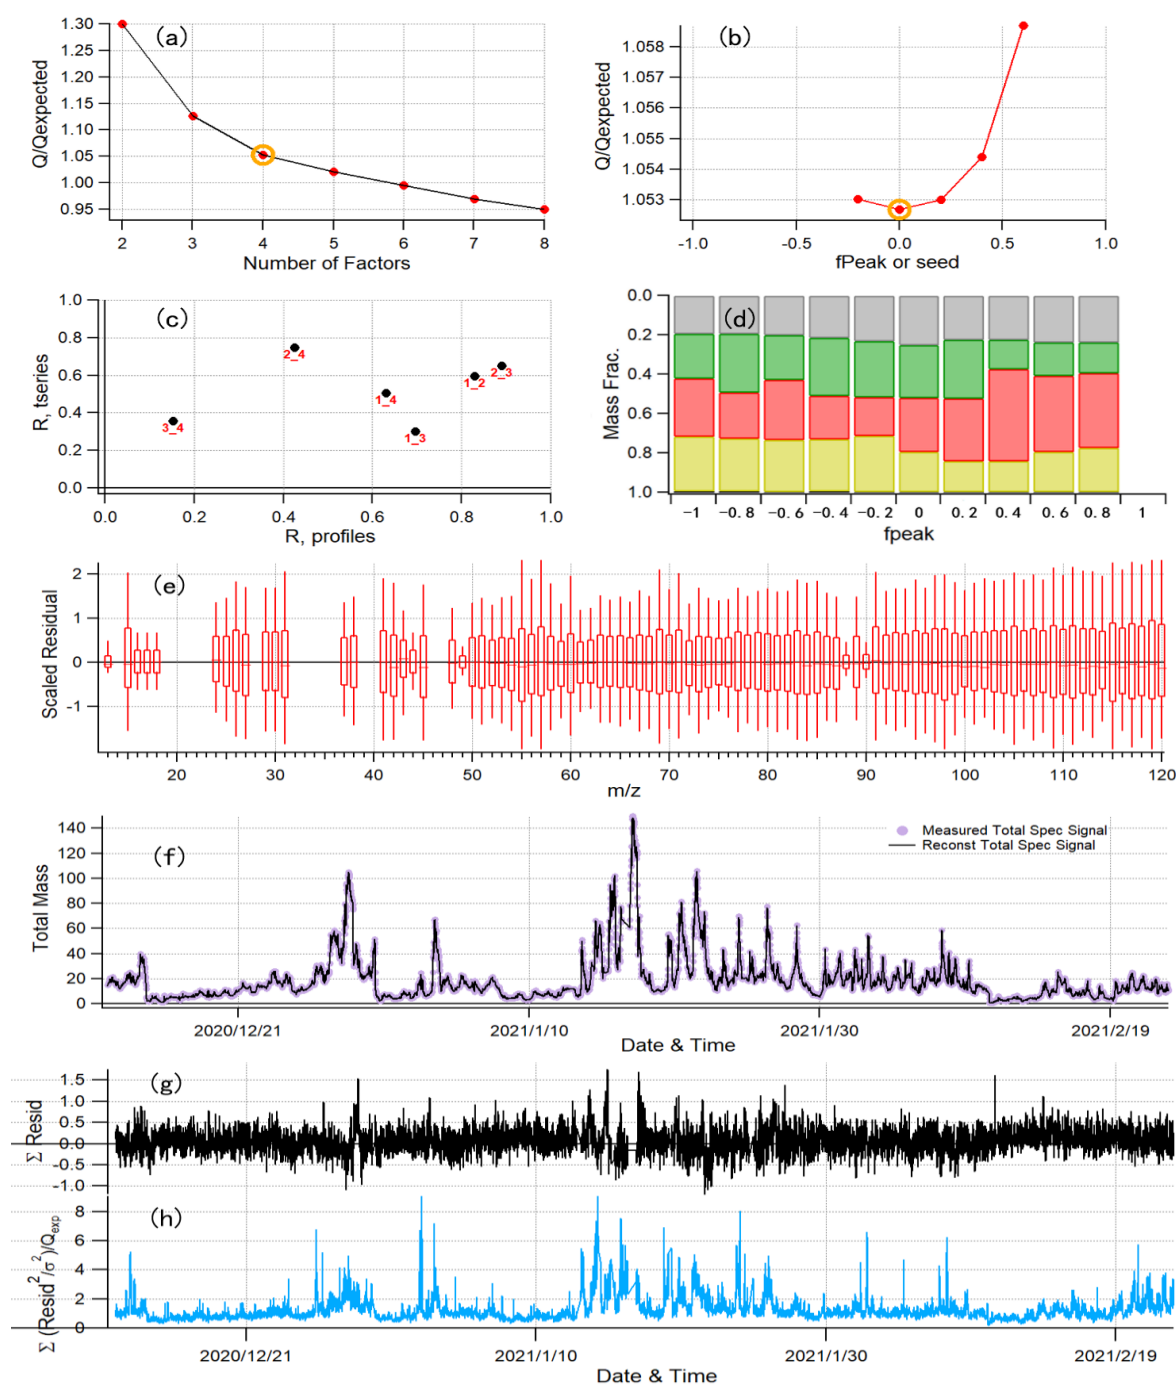 (a)
Q/Qexpected
1.30
1.25
1.20
1.15
1.10
1.05
1.00
0.95
2 3 4 5 6 7 8
Number of Factors
(b)
Q/Qexpected
1.058
1.057
1.056
1.055
1.054
1.053
-1.0 -0.5 0.0 0.5 1.0
fPeak or seed
(c)
R, tseries
1.0
0.8
0.6
0.4
0.2
0.0
2_4
1_2
2_3
1_4
3_4
1_3
0.0 0.2 0.4 0.6 0.8 1.0
R, profiles
(d)
Mass Frac.
0.0
0.2
0.4
0.6
0.8
1.0
-1 -0.8 -0.6 -0.4 -0.2 0 0.2 0.4 0.6 0.8 1
fpeak
(e)
Scaled Residual
2
1
0
-1
20 30 40 50 60 70 80 90 100 110 120
m/z
(f)
Total Mass
140
120
100
80
60
40
20
0
Measured Total Spec Signal
Reconst Total Spec Signal
2020/12/21 2021/1/10 2021/1/30 2021/2/19
Date & Time
(g)
Σ Resid
1.5
1.0
0.5
0.0
-0.5
-1.0
(h)
Σ (Resid²/σ²)/Qexp
8
6
4
2
0
2020/12/21 2021/1/10 2021/1/30 2021/2/19
Date & Time